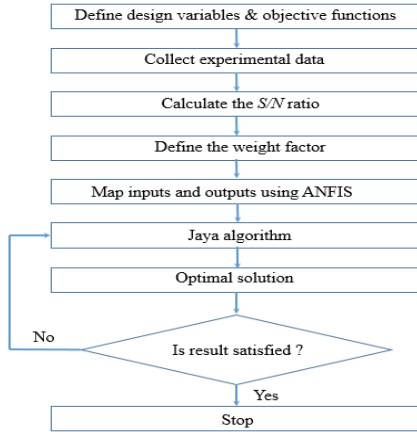 Define design variables & objective functions
Collect experimental data
Calculate the S/N ratio
Define the weight factor
Map inputs and outputs using ANFIS
Jaya algorithm
Optimal solution
No
Is result satisfied ?
Yes
Stop